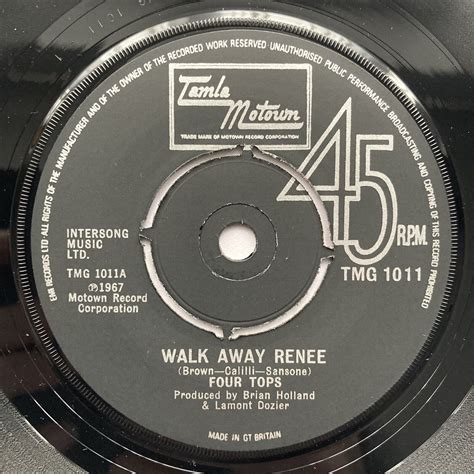 EMI RECORDS LTD·ALL RIGHTS OF THE MANUFACTURER AND OF THE OWNER OF THE RECORDED WORK RESERVED UNAUTHORISED PUBLIC PERFORMANCE BROADCASTING AND COPYING OF THIS RECORD PROHIBITED
Tamla
Motown
TRADE MARK OF MOTOWN RECORD CORPORATION
45
R.P.M.
INTERSONG
MUSIC
LTD.
TMG 1011A
℗1967
Motown Record
Corporation
TMG 1011
WALK AWAY RENEE
(Brown—Calilli—Sansone)
FOUR TOPS
Produced by Brian Holland
& Lamont Dozier
MADE IN GT BRITAIN